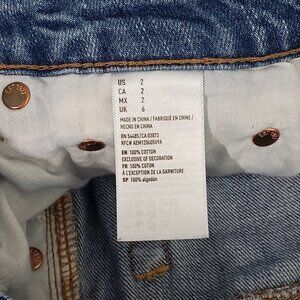 US 2
CA 2
MX 2
UK 6
MADE IN CHINA / FABRIQUÉ EN CHINE /
HECHO EN CHINA
RN 54485/CA 03873
EN 100% COTTON
EXCLUSIVE OF DECORATION
FR 100% COTON
À L'EXCEPTION DE LA GARNITURE
SP 100% algodón